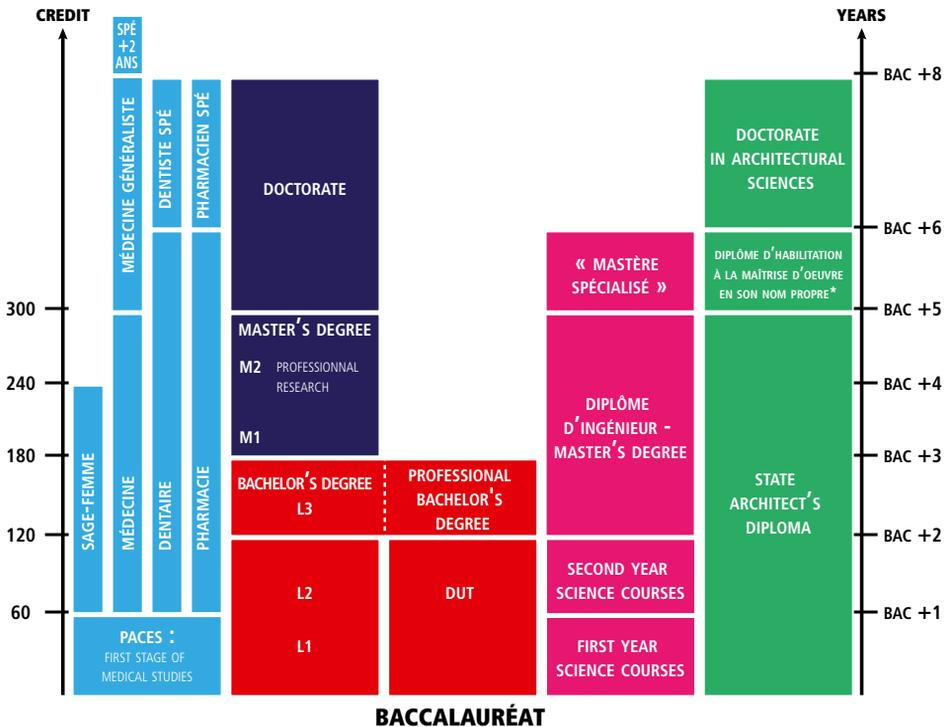 CREDIT
YEARS
SPÉ
+2
ANS
MÉDECINE GÉNÉRALISTE
DENTISTE SPÉ
PHARMACIEN SPÉ
SAGE-FEMME
MÉDECINE
DENTAIRE
PHARMACIE
PACES :
FIRST STAGE OF
MEDICAL STUDIES
DOCTORATE
MASTER'S DEGREE
M2 PROFESSIONNAL
RESEARCH
M1
BACHELOR'S DEGREE
L3
L2
L1
PROFESSIONAL
BACHELOR'S
DEGREE
DUT
« MASTÈRE
SPÉCIALISÉ »
DIPLÔME
D'INGÉNIEUR -
MASTER'S DEGREE
SECOND YEAR
SCIENCE COURSES
FIRST YEAR
SCIENCE COURSES
DOCTORATE
IN ARCHITECTURAL
SCIENCES
DIPLÔME D'HABILITATION
À LA MAÎTRISE D'OEUVRE
EN SON NOM PROPRE*
STATE
ARCHITECT'S
DIPLOMA
300
240
180
120
60
BAC +8
BAC +6
BAC +5
BAC +4
BAC +3
BAC +2
BAC +1
BACCALAURÉAT